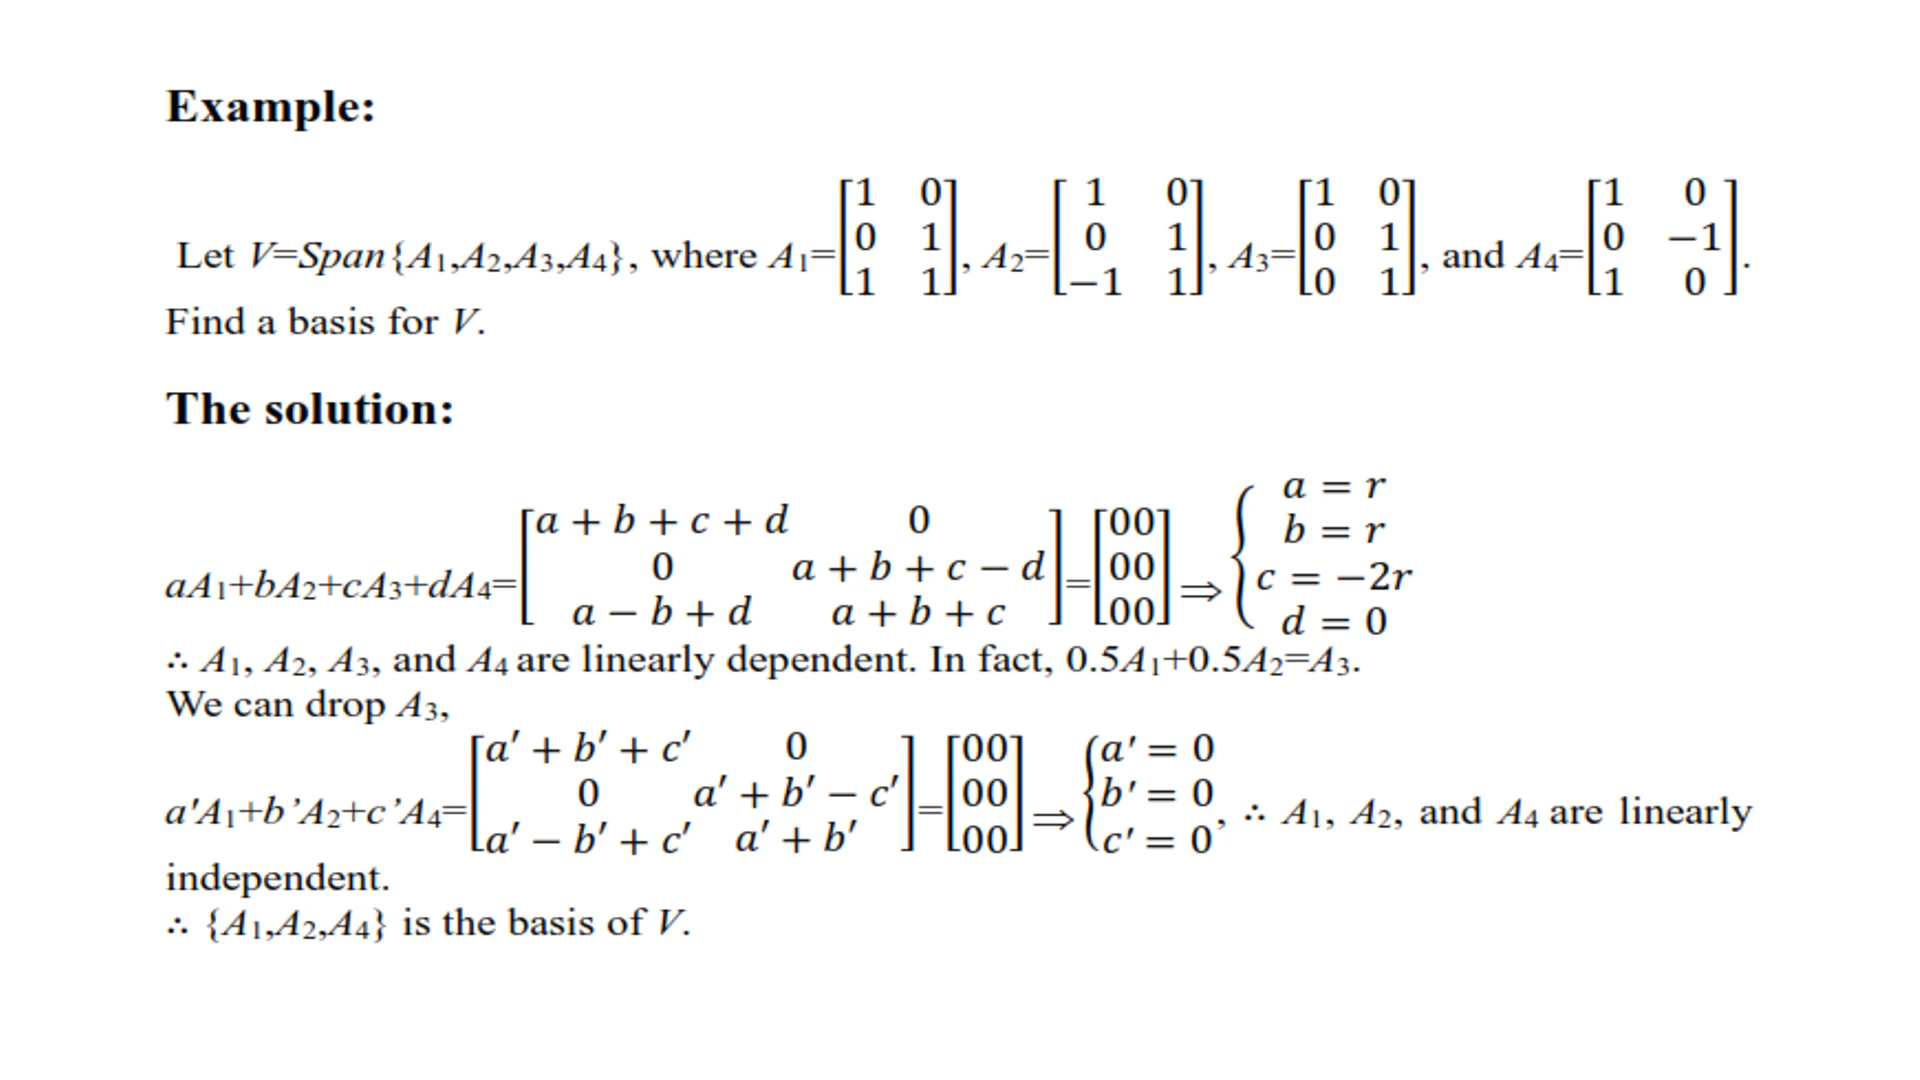 Example:
Let V=Span{A₁,A₂,A₃,A₄}, where A₁=[1 0; 0 1; 1 1], A₂=[1 0; 0 1; −1 1], A₃=[1 0; 0 1; 0 1], and A₄=[1 0; 0 −1; 1 0].
Find a basis for V.
The solution:
aA₁+bA₂+cA₃+dA₄=[a + b + c + d 0; 0 a + b + c − d; a − b + d a + b + c]=[00; 00; 00]⇒{a = r; b = r; c = −2r; d = 0
∴ A₁, A₂, A₃, and A₄ are linearly dependent. In fact, 0.5A₁+0.5A₂=A₃.
We can drop A₃,
a'A₁+b’A₂+c’A₄=[a′ + b′ + c′ 0; 0 a′ + b′ − c′; a′ − b′ + c′ a′ + b′]=[00; 00; 00]⇒{a′ = 0; b′ = 0; c′ = 0, ∴ A₁, A₂, and A₄ are linearly
independent.
∴ {A₁,A₂,A₄} is the basis of V.